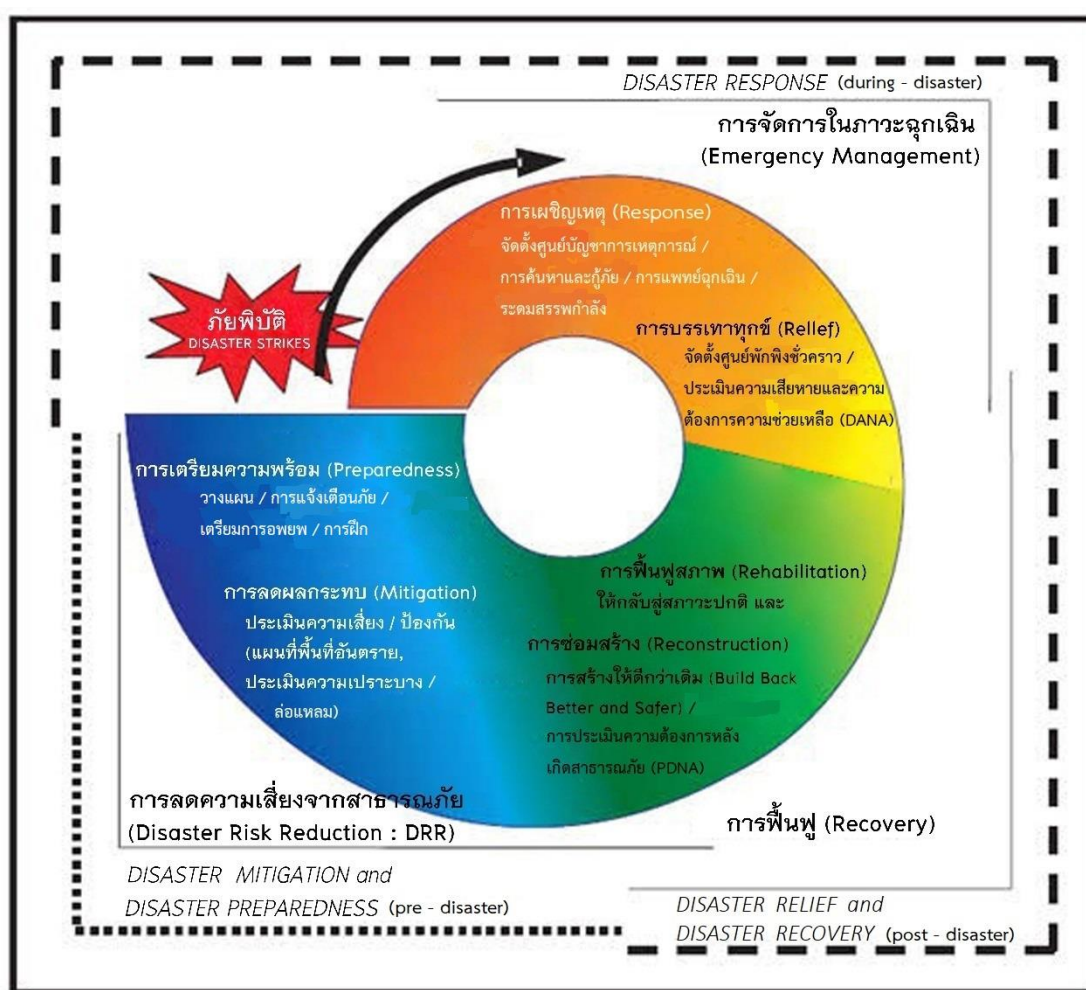 DISASTER RESPONSE (during - disaster)
การจัดการในภาวะฉุกเฉิน
(Emergency Management)
การเผชิญเหตุ (Response)
จัดตั้งศูนย์บัญชาการเหตุการณ์ /
การค้นหาและกู้ภัย / การแพทย์ฉุกเฉิน /
ระดมสรรพกำลัง
ภัยพิบัติ
DISASTER STRIKES
การบรรเทาทุกข์ (Rellef)
จัดตั้งศูนย์พักพิงชั่วคราว /
ประเมินความเสียหายและความ
ต้องการความช่วยเหลือ (DANA)
การเตรียมความพร้อม (Preparedness)
วางแผน / การแจ้งเตือนภัย /
เตรียมการอพยพ / การฝึก
การลดผลกระทบ (Mitigation)
ประเมินความเสี่ยง / ป้องกัน
(แผนที่พื้นที่อันตราย,
ประเมินความเปราะบาง /
ล่อแหลม)
การฟื้นฟูสภาพ (Rehabilitation)
ให้กลับสู่สภาวะปกติ และ
การซ่อมสร้าง (Reconstruction)
การสร้างให้ดีกว่าเดิม (Build Back
Better and Safer) /
การประเมินความต้องการหลัง
เกิดสาธารณภัย (PDNA)
การลดความเสี่ยงจากสาธารณภัย
(Disaster Risk Reduction : DRR)
การฟื้นฟู (Recovery)
DISASTER MITIGATION and
DISASTER PREPAREDNESS (pre - disaster)
DISASTER RELIEF and
DISASTER RECOVERY (post - disaster)